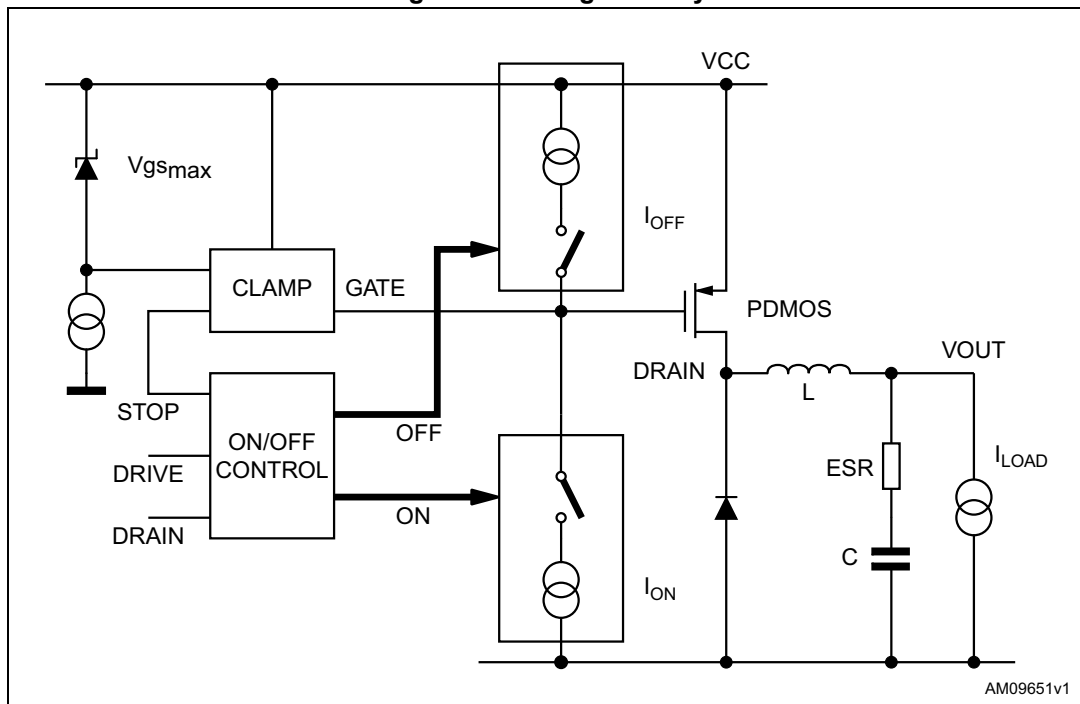 VCC
Vgsmax
IOFF
CLAMP
GATE
PDMOS
DRAIN
VOUT
L
STOP
OFF
ON/OFF
CONTROL
DRIVE
ESR
ILOAD
ON
DRAIN
C
ION
AM09651v1